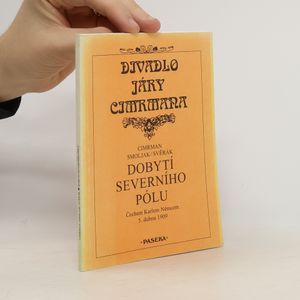 DIVADLO
JÁRY
CIMRMANA
CIMRMAN
SMOLJAK/SVĚRÁK
DOBYTÍ
SEVERNÍHO
PÓLU
Čechem Karlem Němcem
5. dubna 1909
·PASEKA·